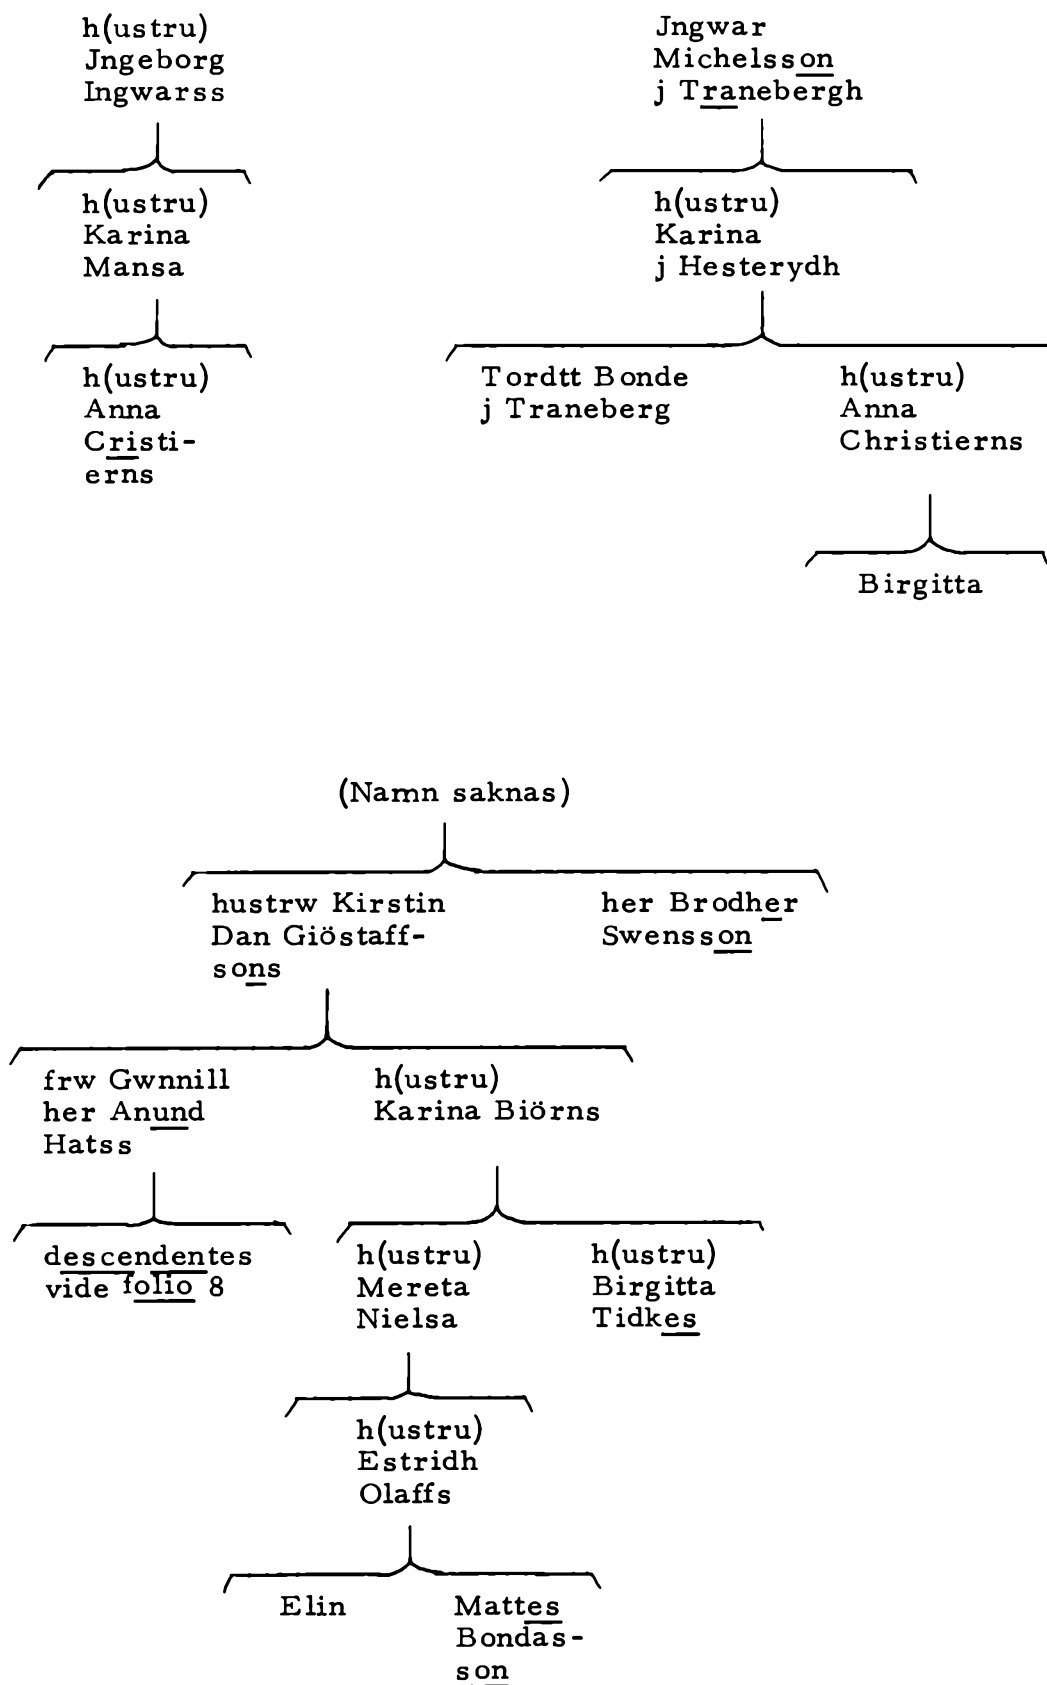 h(ustru)
Jngeborg
Ingwarss
h(ustru)
Karina
Mansa
h(ustru)
Anna
Cristi-
erns
Jngwar
Michelsson
j Tranebergh
h(ustru)
Karina
j Hesterydh
Tordtt Bonde
j Traneberg
h(ustru)
Anna
Christierns
Birgitta
(Namn saknas)
hustrw Kirstin
Dan Giöstaff-
sons
her Brodher
Swensson
frw Gwnnill
her Anund
Hatss
h(ustru)
Karina Biörns
descendentes
vide folio 8
h(ustru)
Mereta
Nielsa
h(ustru)
Birgitta
Tidkes
h(ustru)
Estridh
Olaffs
Elin
Mattes
Bondas-
son